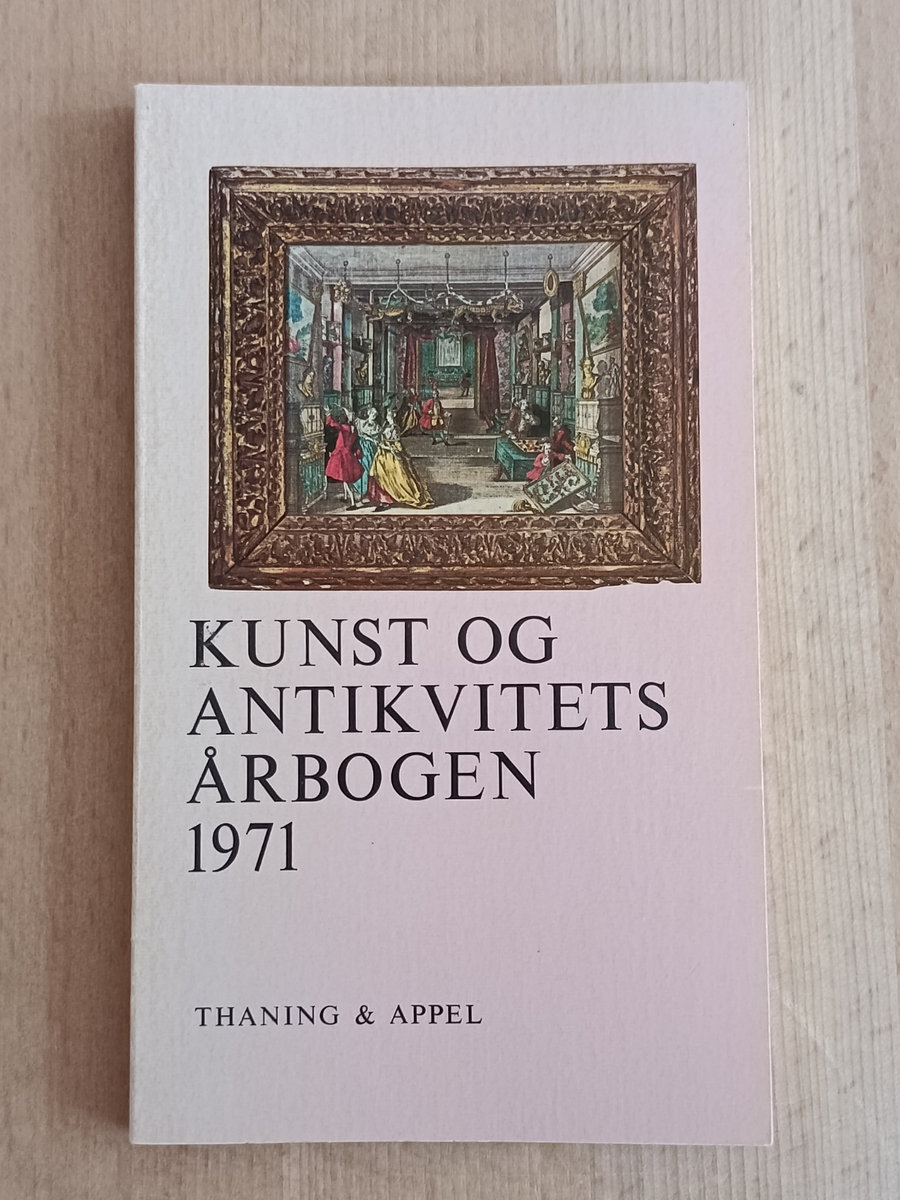 KUNST OG
ANTIKVITETS
ÅRBOGEN
1971
THANING & APPEL